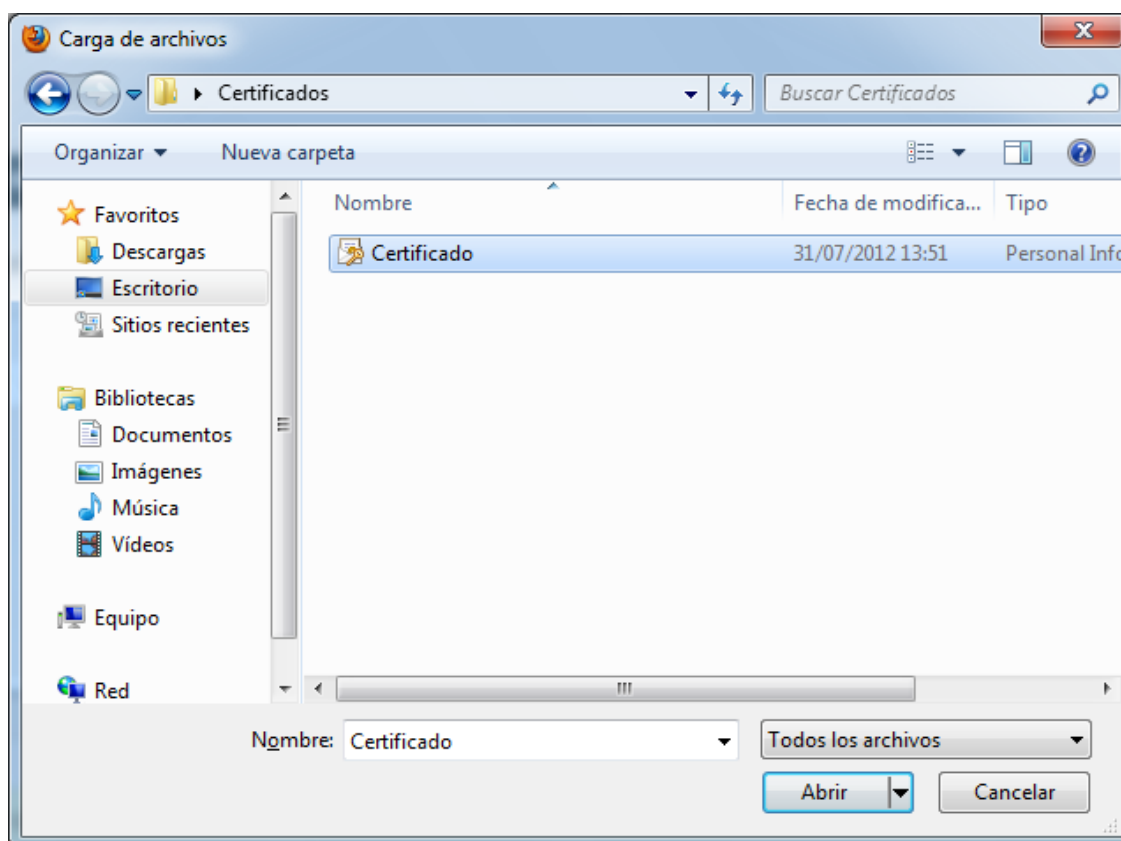 Carga de archivos
Certificados
Buscar Certificados
Organizar
Nueva carpeta
Nombre
Fecha de modifica...
Tipo
Favoritos
Descargas
Escritorio
Sitios recientes
Bibliotecas
Documentos
Imágenes
Música
Vídeos
Equipo
Red
Certificado
31/07/2012 13:51
Personal Info
Nombre:
Certificado
Todos los archivos
Abrir
Cancelar